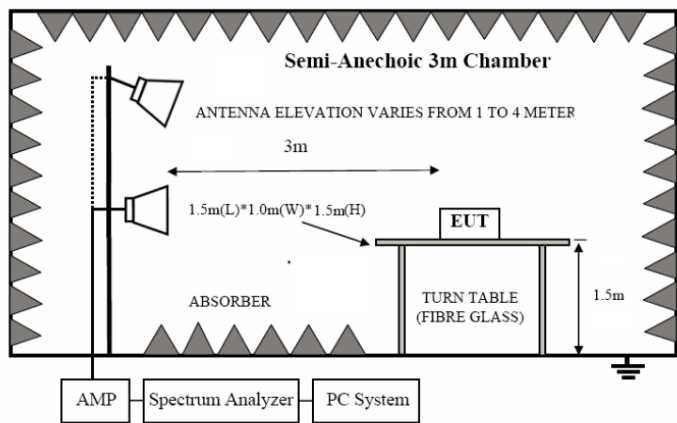 Semi-Anechoic 3m Chamber
ANTENNA ELEVATION VARIES FROM 1 TO 4 METER
3m
1.5m(L)*1.0m(W)*1.5m(H)
EUT
ABSORBER
TURN TABLE
(FIBRE GLASS)
1.5m
AMP
Spectrum Analyzer
PC System